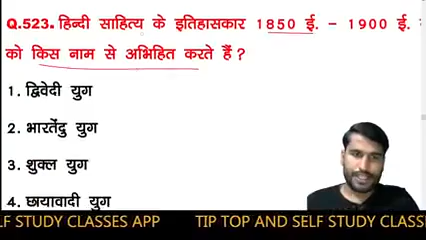 Q.523. हिन्दी साहित्य के इतिहासकार 1850 ई. - 1900 ई.
को किस नाम से अभिहित करते हैं?
1. द्विवेदी युग
2. भारतेंदु युग
3. शुक्ल युग
4. छायावादी युग
LF STUDY CLASSES APP TIP TOP AND SELF STUDY CLASS